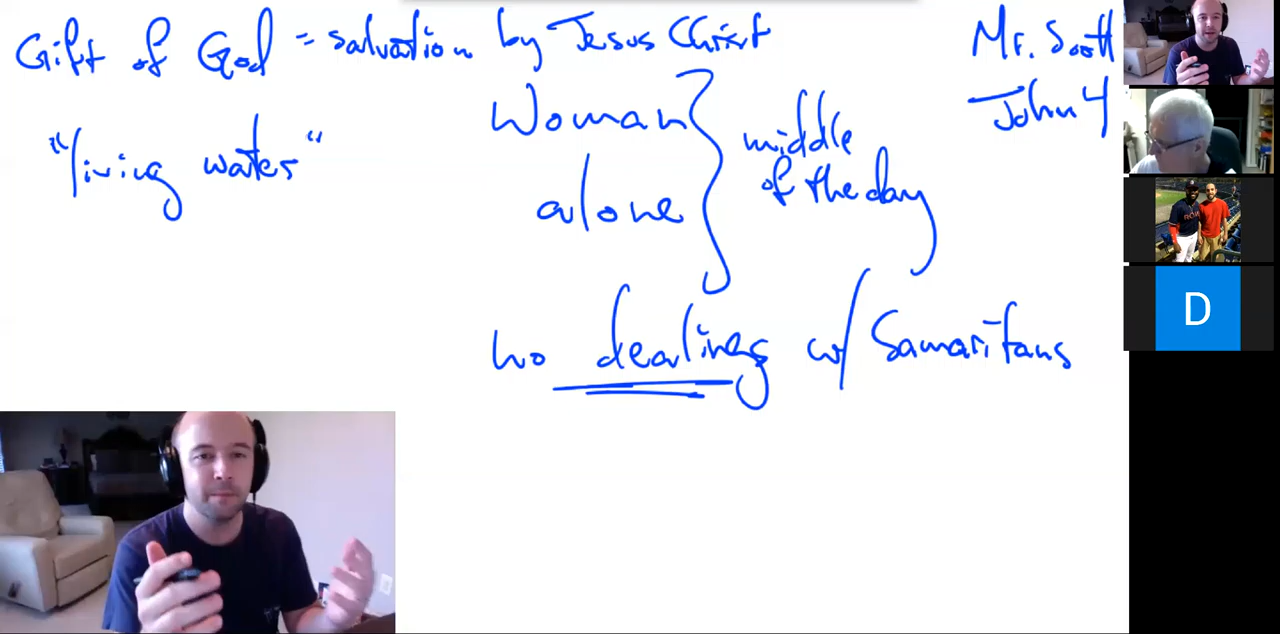 Gift of God = salvation by Jesus Christ
Mr. Scott
John 4
"living water"
Woman
alone
middle
of the day
no dealings w/ Samaritans
D